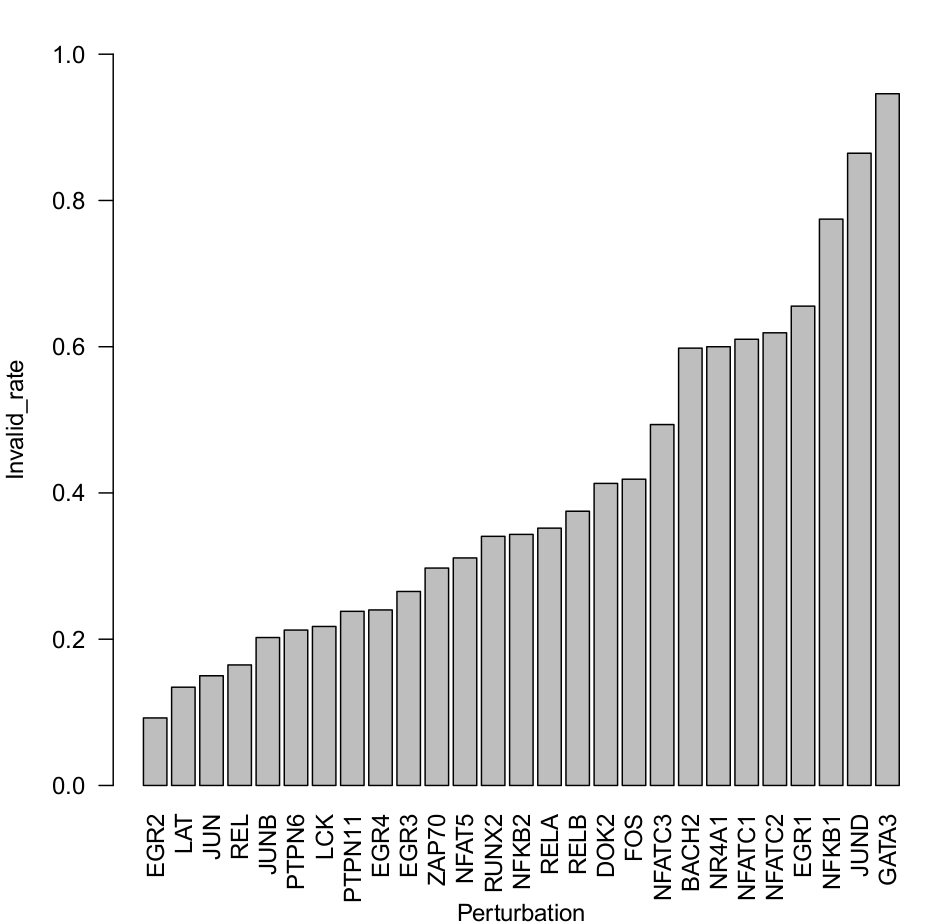 1.0
0.8
0.6
0.4
0.2
0.0
Invalid_rate
EGR2
LAT
JUN
REL
JUNB
PTPN6
LCK
PTPN11
EGR4
EGR3
ZAP70
NFAT5
RUNX2
NFKB2
RELA
RELB
DOK2
FOS
NFATC3
BACH2
NR4A1
NFATC1
NFATC2
EGR1
NFKB1
JUND
GATA3
Perturbation